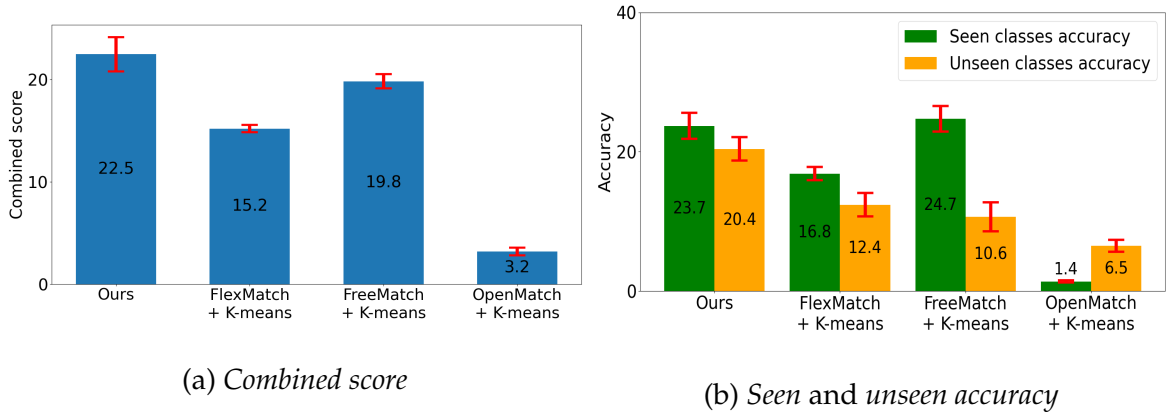 Combined score
20
10
0
22.5
15.2
19.8
3.2
Ours
FlexMatch
+ K-means
FreeMatch
+ K-means
OpenMatch
+ K-means
(a) Combined score
Accuracy
40
20
0
Seen classes accuracy
Unseen classes accuracy
23.7
20.4
16.8
12.4
24.7
10.6
1.4
6.5
Ours
FlexMatch
+ K-means
FreeMatch
+ K-means
OpenMatch
+ K-means
(b) Seen and unseen accuracy